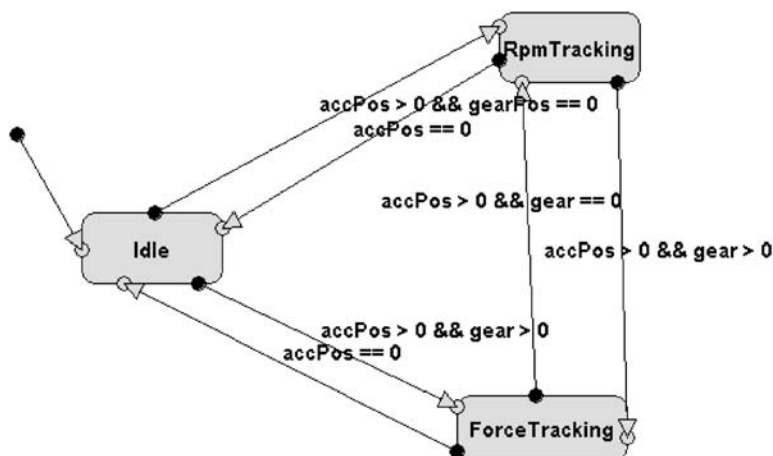 RpmTracking
accPos > 0 && gearPos == 0
accPos == 0
accPos > 0 && gear == 0
Idle
accPos > 0 && gear > 0
accPos > 0 && gear > 0
accPos == 0
ForceTracking